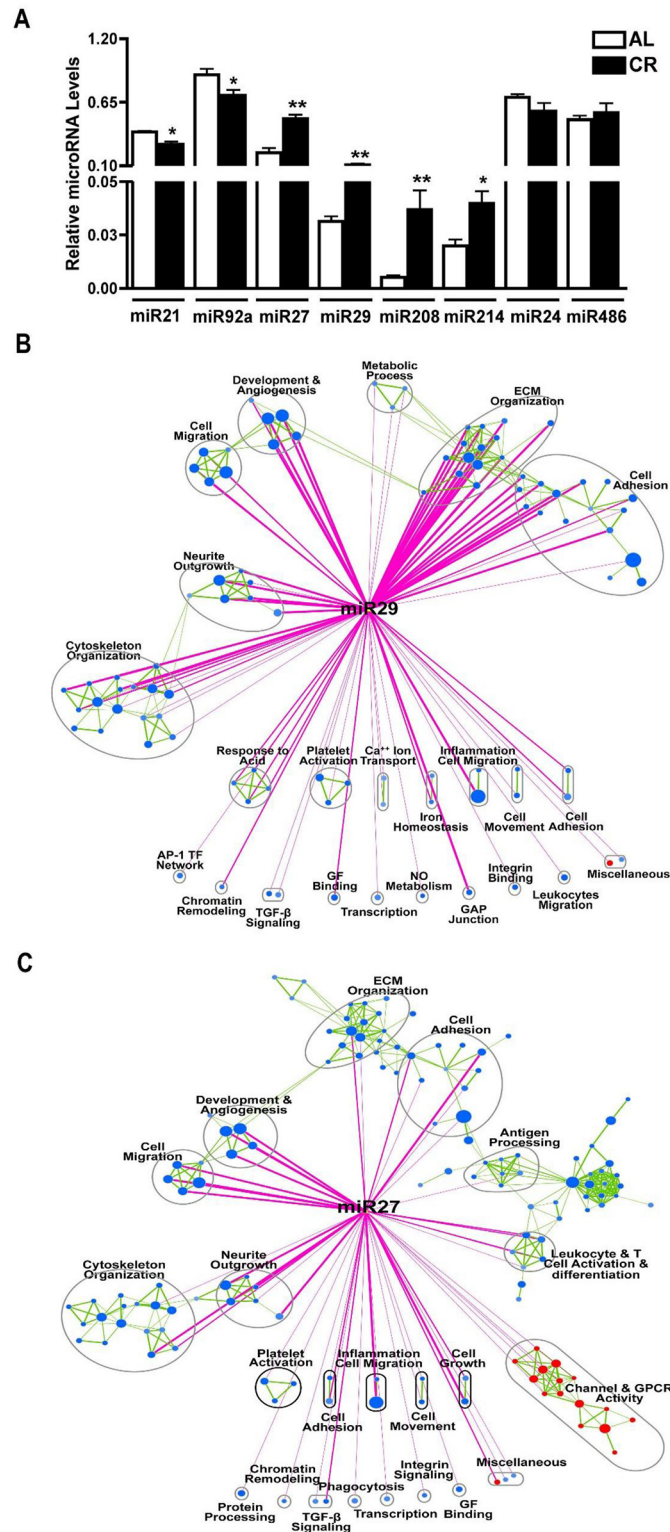 A
Relative microRNA Levels
1.20
0.65
0.10
0.05
0.03
0.00
AL
CR
*
*
**
**
**
*
miR21 miR92a miR27 miR29 miR208 miR214 miR24 miR486
B
Metabolic
Process
Development &
Angiogenesis
ECM
Organization
Cell
Migration
Cell
Adhesion
Neurite
Outgrowth
miR29
Cytoskeleton
Organization
Response to
Acid
Platelet
Activation
Ca⁺⁺ Ion
Transport
Inflammation
Cell Migration
Iron
Homeostasis
Cell
Movement
Cell
Adhesion
AP-1 TF
Network
Chromatin
Remodeling
TGF-β
Signaling
GF
Binding
Transcription
NO
Metabolism
GAP
Junction
Integrin
Binding
Leukocytes
Migration
Miscellaneous
C
ECM
Organization
Cell
Adhesion
Development &
Angiogenesis
Antigen
Processing
Cell
Migration
miR27
Leukocyte & T
Cell Activation &
differentiation
Cytoskeleton
Organization
Neurite
Outgrowth
Platelet
Activation
Inflammation
Cell Migration
Cell
Growth
Channel & GPCR
Activity
Cell
Adhesion
Cell
Movement
Miscellaneous
Protein
Processing
Chromatin
Remodeling
TGF-β
Signaling
Phagocytosis
Transcription
Integrin
Signaling
GF
Binding